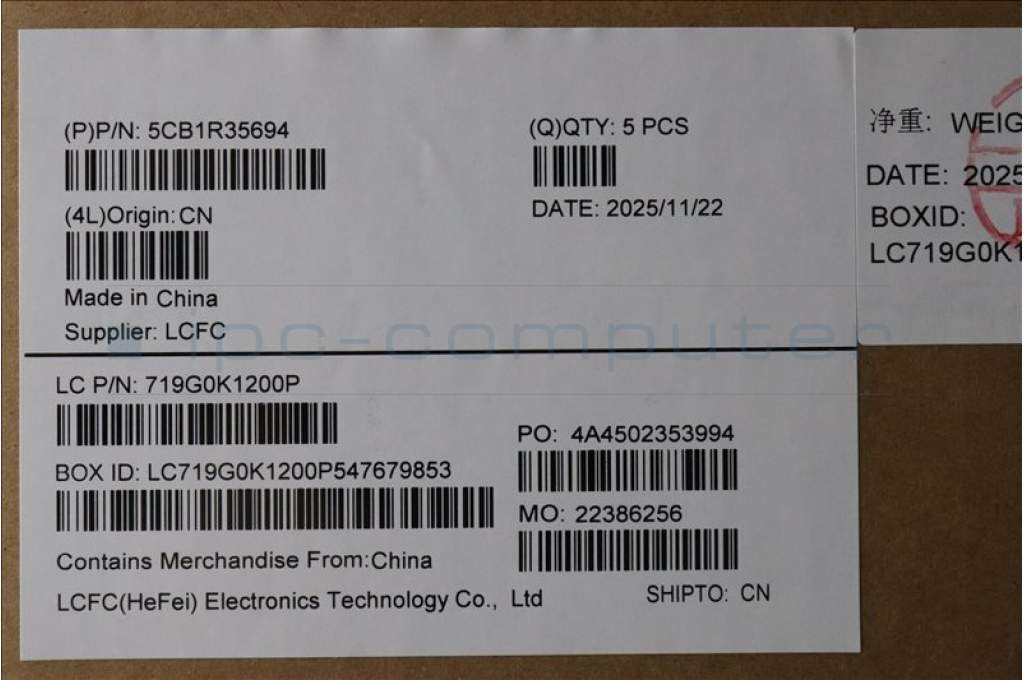 (P)P/N: 5CB1R35694
(Q)QTY: 5 PCS
(4L)Origin:CN
DATE: 2025/11/22
Made in China
Supplier: LCFC
ipc-computer
LC P/N: 719G0K1200P
PO: 4A4502353994
BOX ID: LC719G0K1200P547679853
MO: 22386256
Contains Merchandise From:China
LCFC(HeFei) Electronics Technology Co., Ltd
SHIPTO: CN
净重: WEIG
DATE: 2025
BOXID:
LC719G0K1